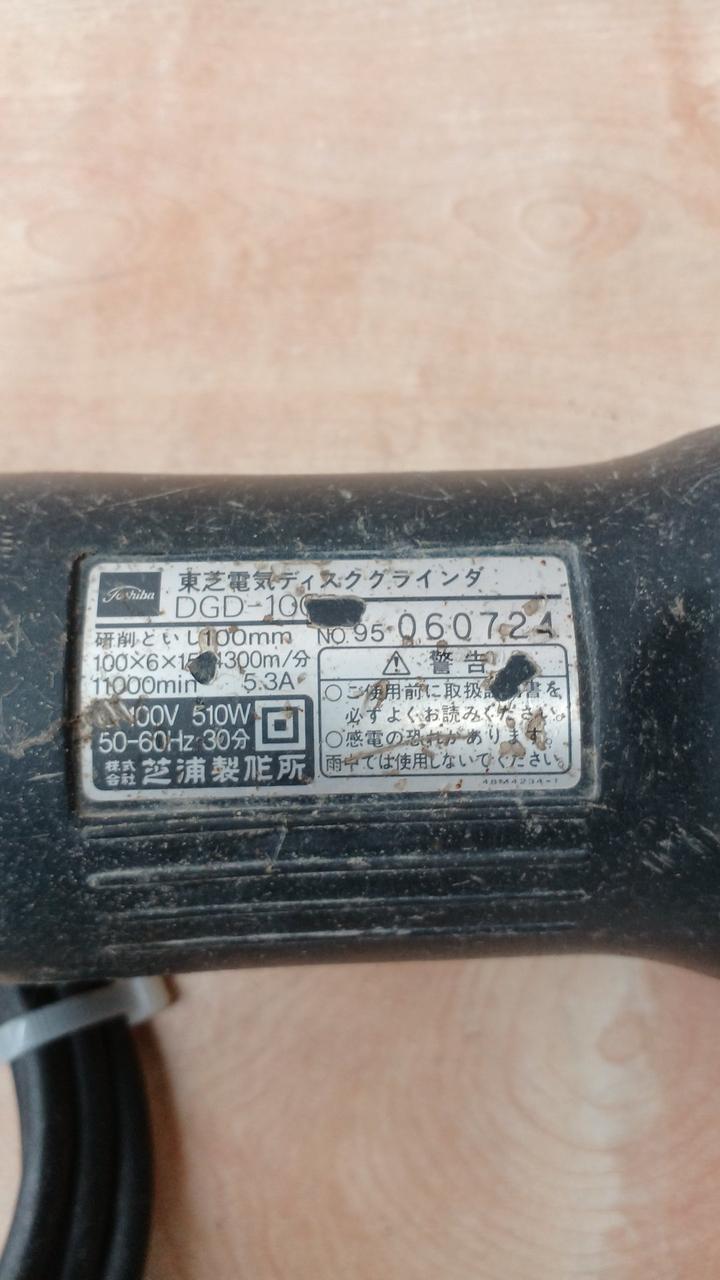 Toshiba
東芝電気ディスクグラインダ
DGD-10
研削といし100mm
NO.95-060724
100×6×15 4300m/分
11000min 5.3A
100V 510W
50-60Hz 30分
株式会社 芝浦製作所
⚠ 警告
○ご使用前に取扱説明書を
必ずよくお読みください。
○感電の恐れがあります。
雨中では使用しないでください
48M4234-1